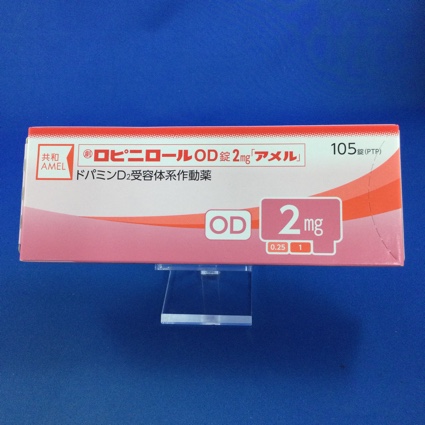 共和
AMEL
劇 ロピニロールOD錠2mg「アメル」
105錠(PTP)
ドパミンD₂受容体系作動薬
OD
2mg
0.25 1